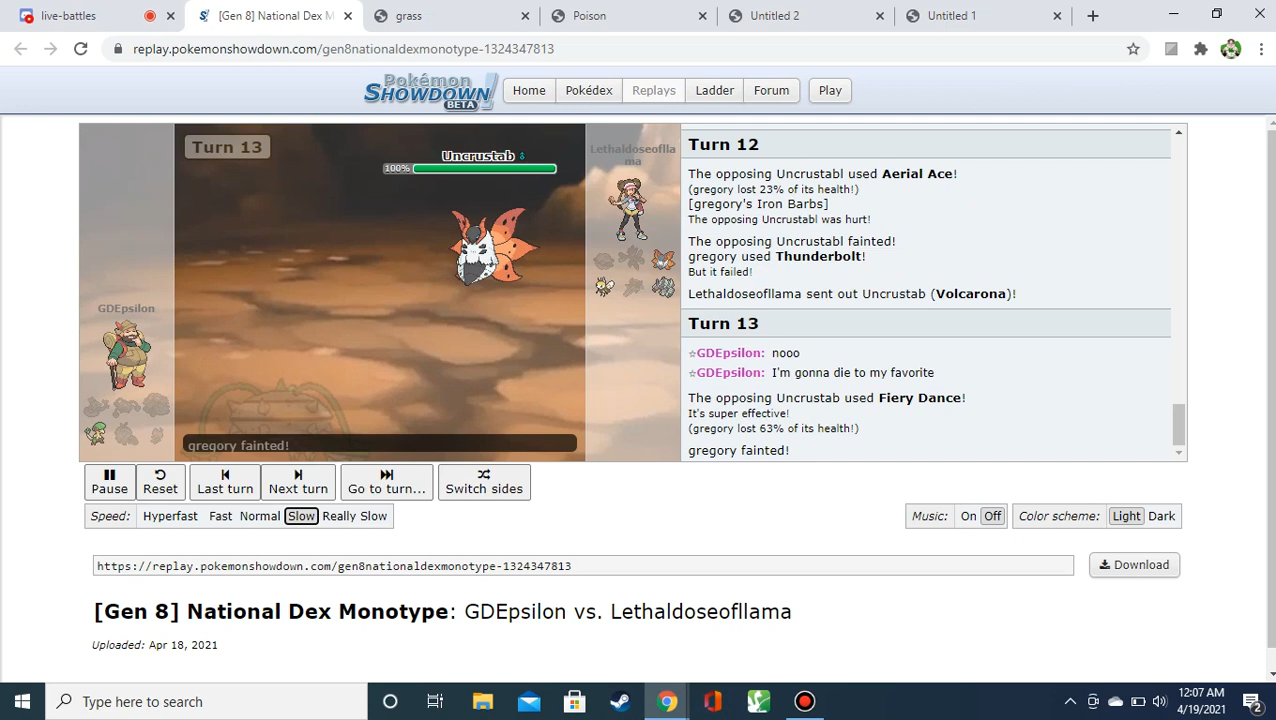 live-battles
[Gen 8] National Dex M
grass
Poison
Untitled 2
Untitled 1
replay.pokemonshowdown.com/gen8nationaldexmonotype-1324347813
Pokémon
SHOWDOWN!
BETA
Home
Pokédex
Replays
Ladder
Forum
Play
Turn 13
Uncrustab
100%
Lethaldoseoflla
ma
GDEpsilon
gregory fainted!
Turn 12
The opposing Uncrustabl used Aerial Ace!
(gregory lost 23% of its health!)
[gregory's Iron Barbs]
The opposing Uncrustabl was hurt!
The opposing Uncrustabl fainted!
gregory used Thunderbolt!
But it failed!
Lethaldoseofllama sent out Uncrustab (Volcarona)!
Turn 13
☆GDEpsilon: nooo
☆GDEpsilon: I'm gonna die to my favorite
The opposing Uncrustab used Fiery Dance!
It's super effective!
(gregory lost 63% of its health!)
gregory fainted!
Pause
Reset
Last turn
Next turn
Go to turn...
Switch sides
Speed: Hyperfast Fast Normal Slow Really Slow
Music: On Off
Color scheme: Light Dark
https://replay.pokemonshowdown.com/gen8nationaldexmonotype-1324347813
Download
[Gen 8] National Dex Monotype: GDEpsilon vs. Lethaldoseofllama
Uploaded: Apr 18, 2021
Type here to search
12:07 AM
4/19/2021
2